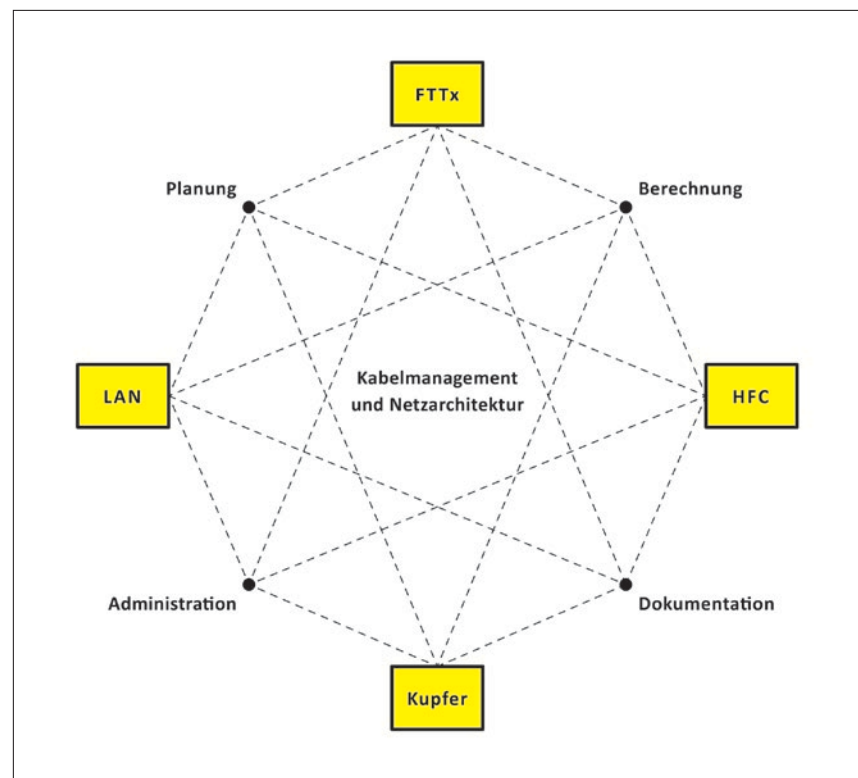 FTTx
Planung
Berechnung
LAN
Kabelmanagement
und Netzarchitektur
HFC
Administration
Dokumentation
Kupfer